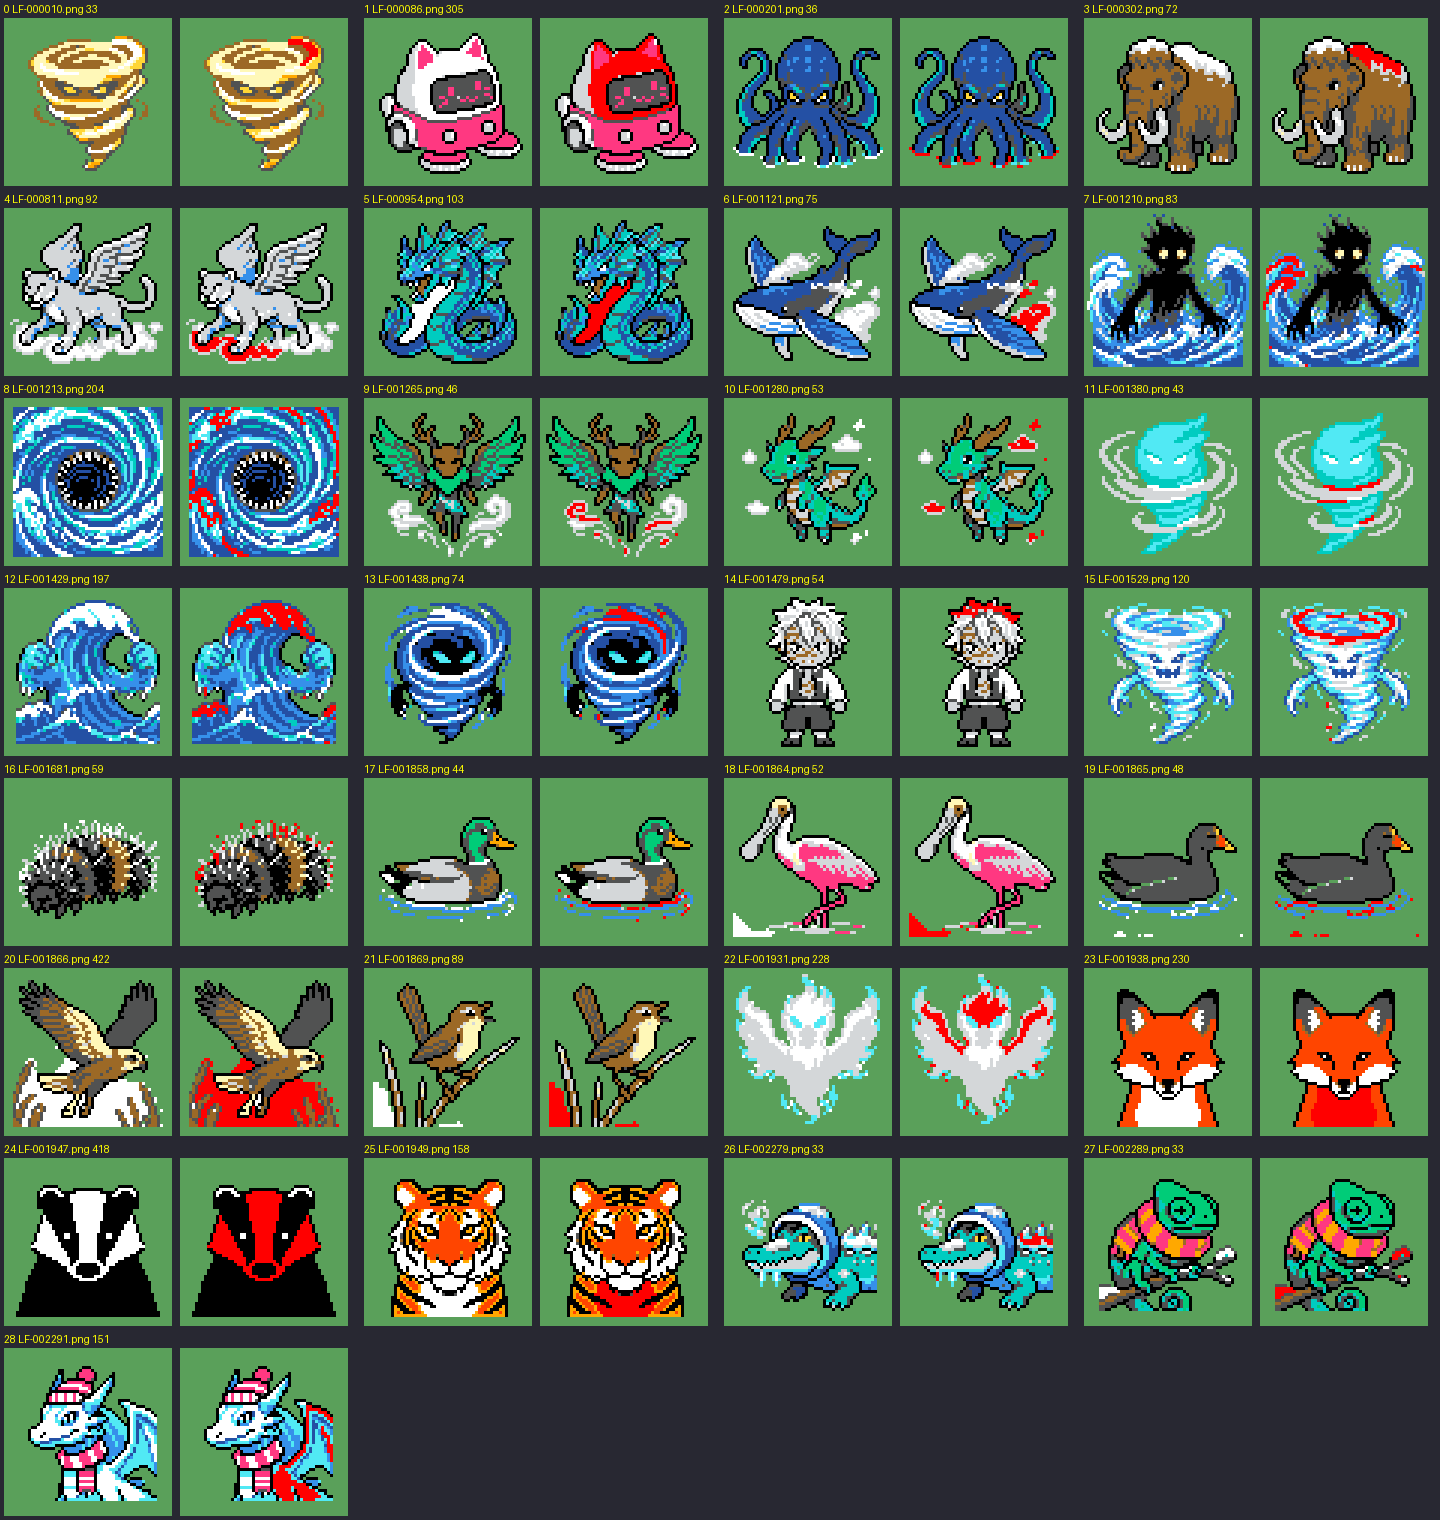 0 LF-000010.png 33
1 LF-000086.png 305
2 LF-000201.png 36
3 LF-000302.png 72
4 LF-000811.png 92
5 LF-000954.png 103
6 LF-001121.png 75
7 LF-001210.png 83
8 LF-001213.png 204
9 LF-001265.png 46
10 LF-001280.png 53
11 LF-001380.png 43
12 LF-001429.png 197
13 LF-001438.png 74
14 LF-001479.png 54
15 LF-001529.png 120
16 LF-001681.png 59
17 LF-001858.png 44
18 LF-001864.png 52
19 LF-001865.png 48
20 LF-001866.png 422
21 LF-001869.png 89
22 LF-001931.png 228
23 LF-001938.png 230
24 LF-001947.png 418
25 LF-001949.png 158
26 LF-002279.png 33
27 LF-002289.png 33
28 LF-002291.png 151